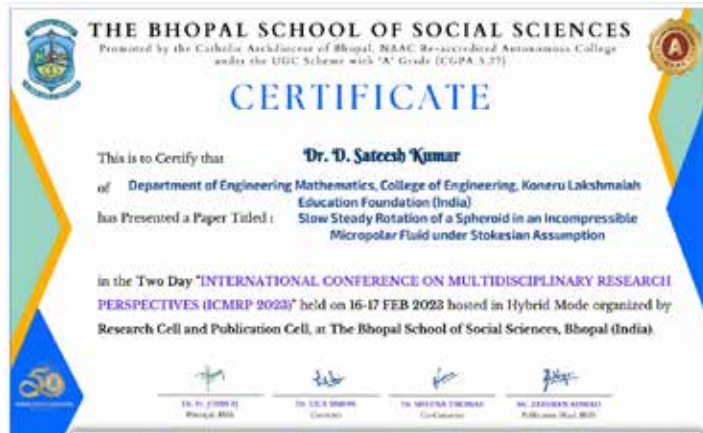 THE BHOPAL SCHOOL OF SOCIAL SCIENCES
Promoted by the Catholic Archdiocese of Bhopal, NAAC Re-accredited Autonomous College
under the UGC Scheme with 'A' Grade (CGPA 3.27)
A
CERTIFICATE
This is to Certify that Dr. D. Sateesh Kumar
of Department of Engineering Mathematics, College of Engineering, Koneru Lakshmaiah
Education Foundation (India)
has Presented a Paper Titled : Slow Steady Rotation of a Spheroid in an Incompressible
Micropolar Fluid under Stokesian Assumption
in the Two Day "INTERNATIONAL CONFERENCE ON MULTIDISCIPLINARY RESEARCH
PERSPECTIVES (ICMRP 2023)" held on 16-17 FEB 2023 hosted in Hybrid Mode organized by
Research Cell and Publication Cell, at The Bhopal School of Social Sciences, Bhopal (India)
50
Principal, BSSS